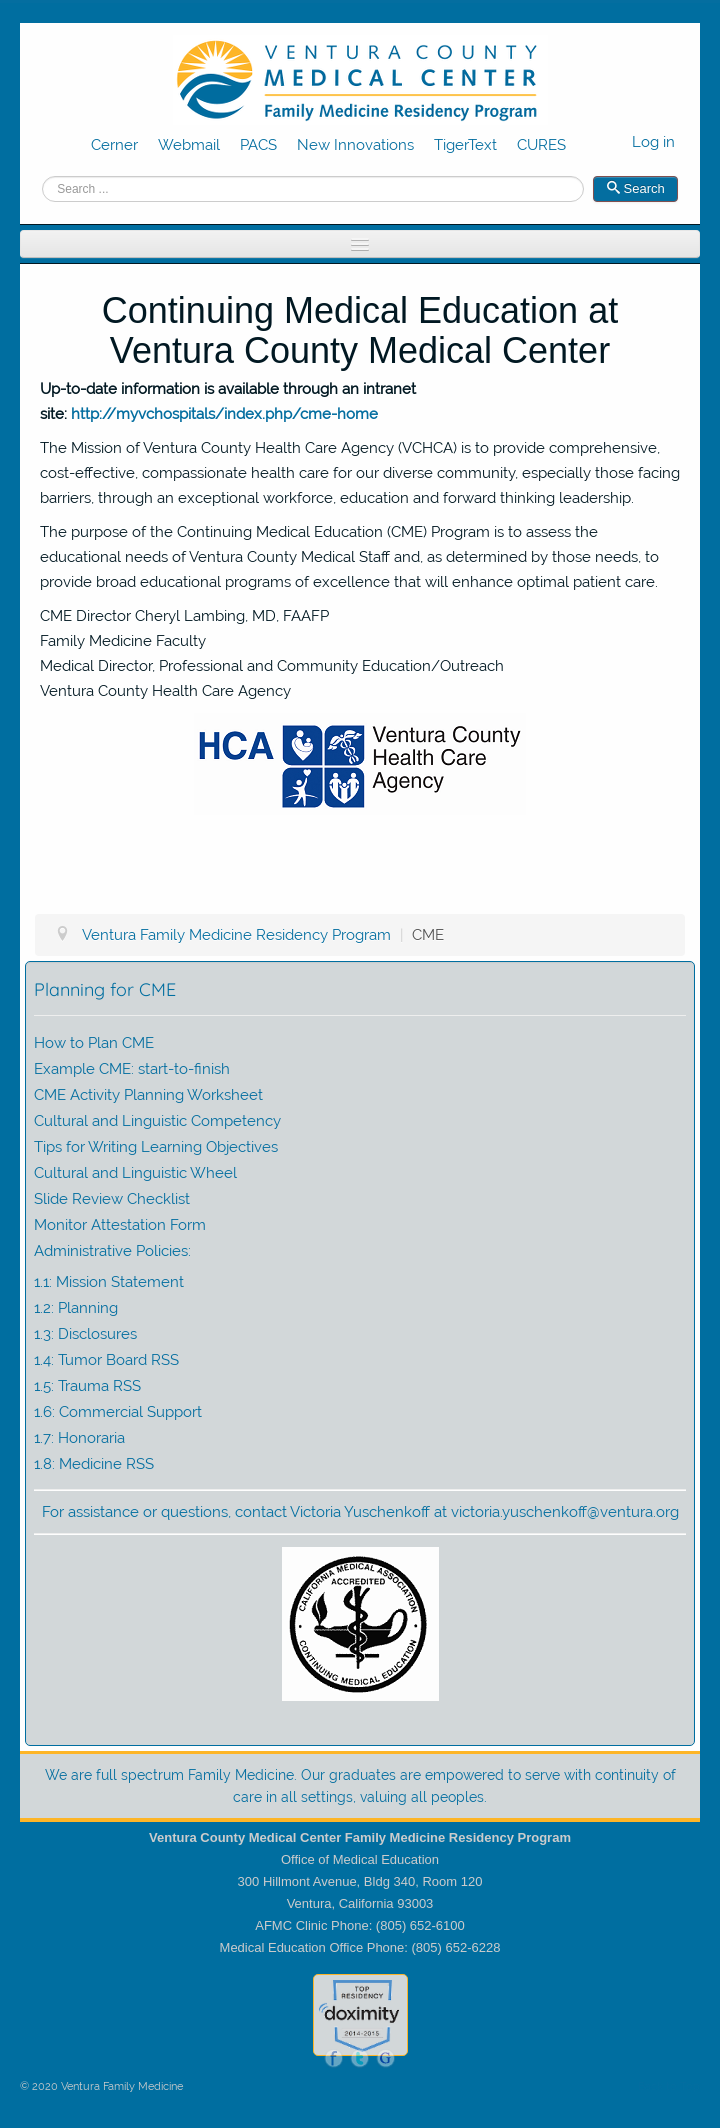 VENTURA COUNTY
MEDICAL CENTER
Family Medicine Residency Program
Cerner Webmail PACS New Innovations TigerText CURES Log in
Search ... Search
Continuing Medical Education at
Ventura County Medical Center
Up-to-date information is available through an intranet
site: http://myvchospitals/index.php/cme-home
The Mission of Ventura County Health Care Agency (VCHCA) is to provide comprehensive,
cost-effective, compassionate health care for our diverse community, especially those facing
barriers, through an exceptional workforce, education and forward thinking leadership.
The purpose of the Continuing Medical Education (CME) Program is to assess the
educational needs of Ventura County Medical Staff and, as determined by those needs, to
provide broad educational programs of excellence that will enhance optimal patient care.
CME Director Cheryl Lambing, MD, FAAFP
Family Medicine Faculty
Medical Director, Professional and Community Education/Outreach
Ventura County Health Care Agency
HCA
Ventura County
Health Care
Agency
Ventura Family Medicine Residency Program | CME
Planning for CME
How to Plan CME
Example CME: start-to-finish
CME Activity Planning Worksheet
Cultural and Linguistic Competency
Tips for Writing Learning Objectives
Cultural and Linguistic Wheel
Slide Review Checklist
Monitor Attestation Form
Administrative Policies:
1.1: Mission Statement
1.2: Planning
1.3: Disclosures
1.4: Tumor Board RSS
1.5: Trauma RSS
1.6: Commercial Support
1.7: Honoraria
1.8: Medicine RSS
For assistance or questions, contact Victoria Yuschenkoff at victoria.yuschenkoff@ventura.org
CALIFORNIA MEDICAL ASSOCIATION
ACCREDITED
CONTINUING MEDICAL EDUCATION
We are full spectrum Family Medicine. Our graduates are empowered to serve with continuity of
care in all settings, valuing all peoples.
Ventura County Medical Center Family Medicine Residency Program
Office of Medical Education
300 Hillmont Avenue, Bldg 340, Room 120
Ventura, California 93003
AFMC Clinic Phone: (805) 652-6100
Medical Education Office Phone: (805) 652-6228
TOP
RESIDENCY
doximity
2014-2015
f t G
© 2020 Ventura Family Medicine